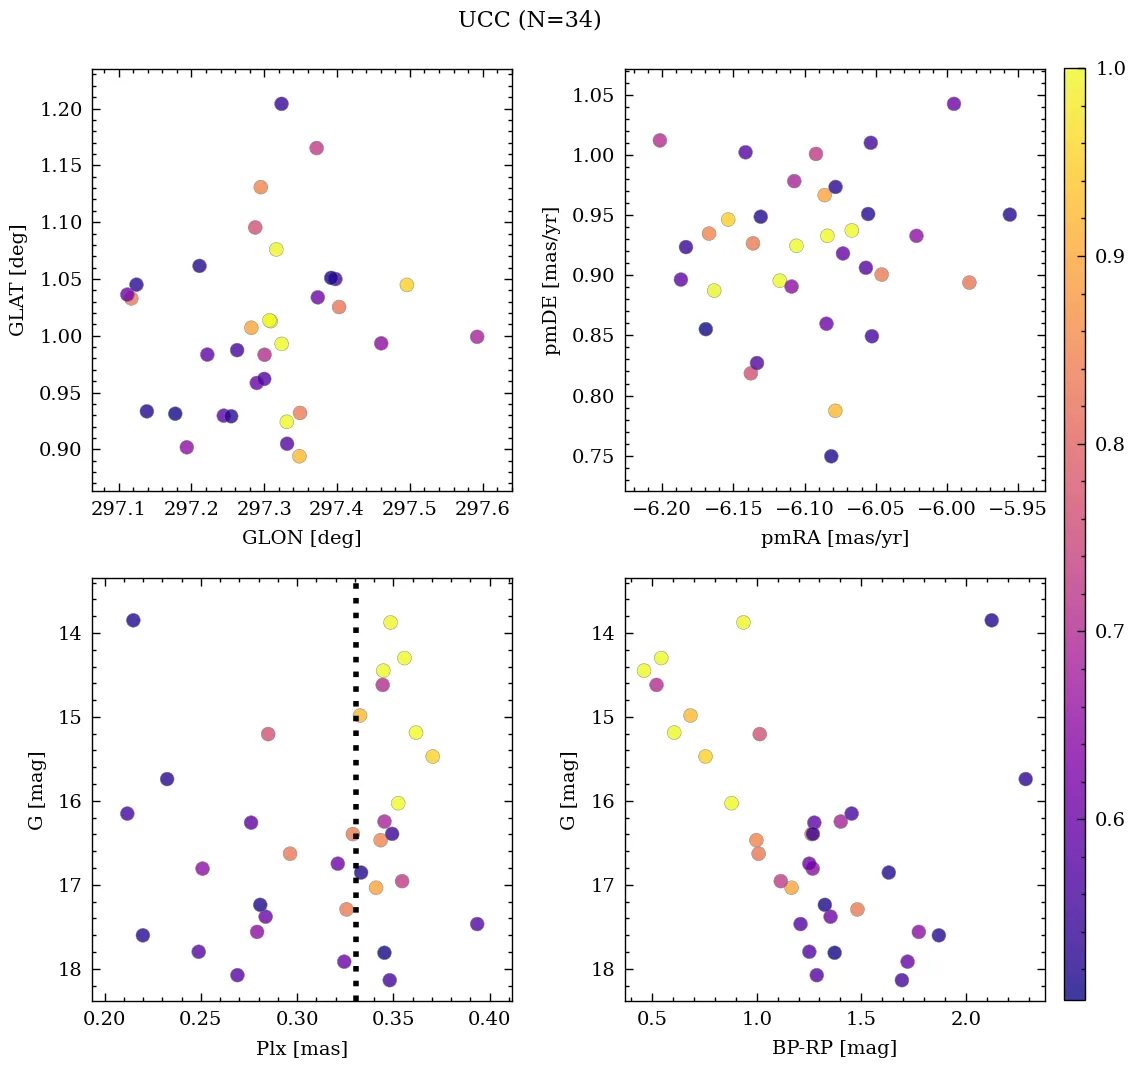 UCC (N=34)
1.20
1.15
1.10
1.05
1.00
0.95
0.90
GLAT [deg]
297.1 297.2 297.3 297.4 297.5 297.6
GLON [deg]
1.05
1.00
0.95
0.90
0.85
0.80
0.75
pmDE [mas/yr]
−6.20 −6.15 −6.10 −6.05 −6.00 −5.95
pmRA [mas/yr]
14
15
16
17
18
G [mag]
0.20 0.25 0.30 0.35 0.40
Plx [mas]
14
15
16
17
18
G [mag]
0.5 1.0 1.5 2.0
BP-RP [mag]
1.0
0.9
0.8
0.7
0.6